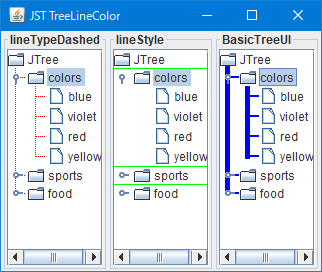 JST TreeLineColor
lineTypeDashed
JTree
colors
blue
violet
red
yellow
sports
food
lineStyle
JTree
colors
blue
violet
red
yellow
sports
food
BasicTreeUI
JTree
colors
blue
violet
red
yellow
sports
food